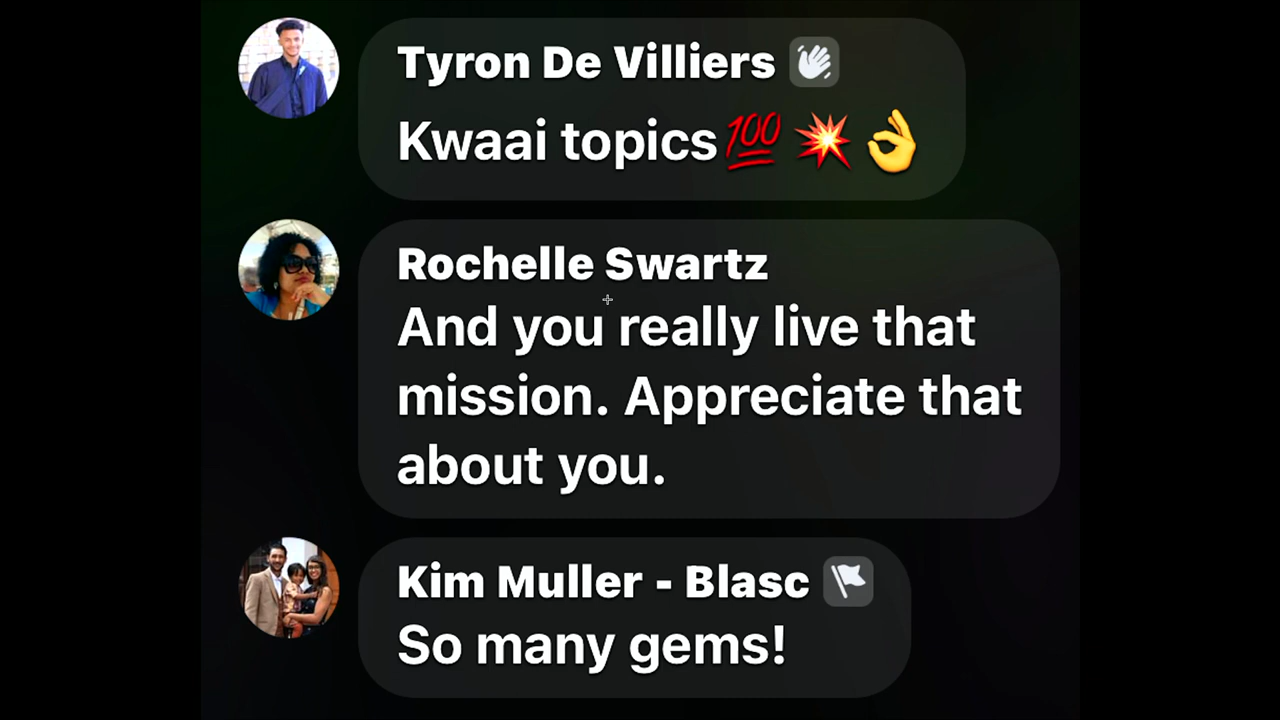 Tyron De Villiers
Kwaai topics💯💥👌
Rochelle Swartz
And you really live that
mission. Appreciate that
about you.
Kim Muller - Blasc
So many gems!